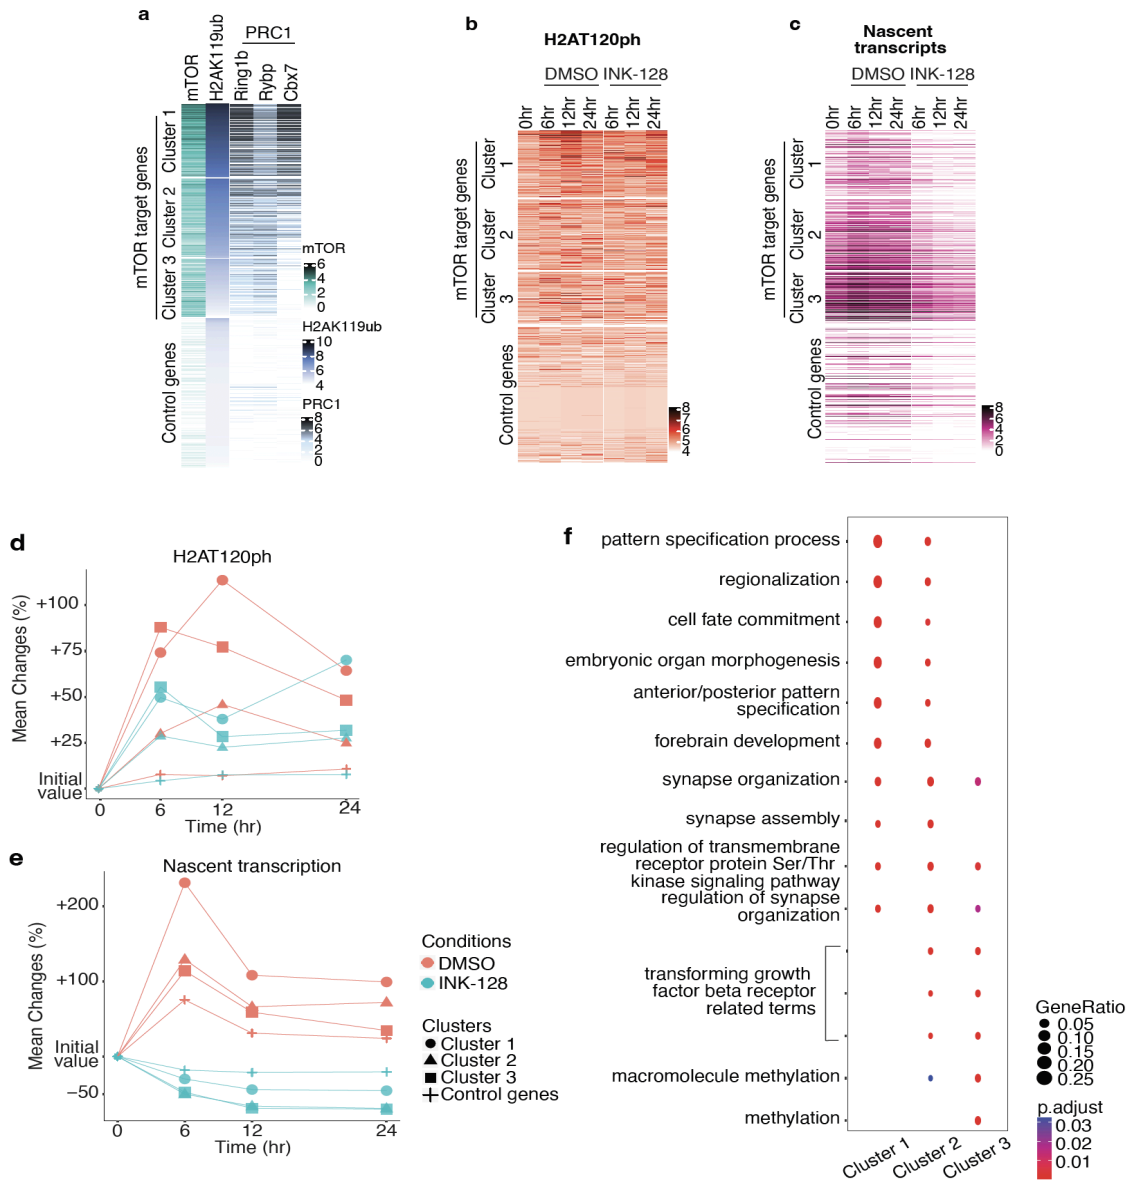 a
mTOR
H2AK119ub
PRC1
Ring1b
Rybp
Cbx7
mTOR target genes
Cluster 1
Cluster 2
Cluster 3
Control genes
mTOR
6
4
2
0
H2AK119ub
10
8
6
4
PRC1
8
6
4
2
0
b
H2AT120ph
DMSO INK-128
0hr
6hr
12hr
24hr
6hr
12hr
24hr
mTOR target genes
Cluster
1
Cluster
2
Cluster
3
Control genes
8
7
6
5
4
c
Nascent
transcripts
DMSO INK-128
0hr
6hr
12hr
24hr
6hr
12hr
24hr
mTOR target genes
Cluster
1
Cluster
2
Cluster
3
Control genes
8
6
4
2
0
d
H2AT120ph
Mean Changes (%)
+100
+75
+50
+25
Initial
value
0 6 12 24
Time (hr)
e
Nascent transcription
Mean Changes (%)
+200
+100
Initial
value
−50
0 6 12 24
Time (hr)
Conditions
DMSO
INK-128
Clusters
Cluster 1
Cluster 2
Cluster 3
Control genes
f
pattern specification process
regionalization
cell fate commitment
embryonic organ morphogenesis
anterior/posterior pattern
specification
forebrain development
synapse organization
synapse assembly
regulation of transmembrane
receptor protein Ser/Thr
kinase signaling pathway
regulation of synapse
organization
transforming growth
factor beta receptor
related terms
macromolecule methylation
methylation
Cluster 1
Cluster 2
Cluster 3
GeneRatio
0.05
0.10
0.15
0.20
0.25
p.adjust
0.03
0.02
0.01